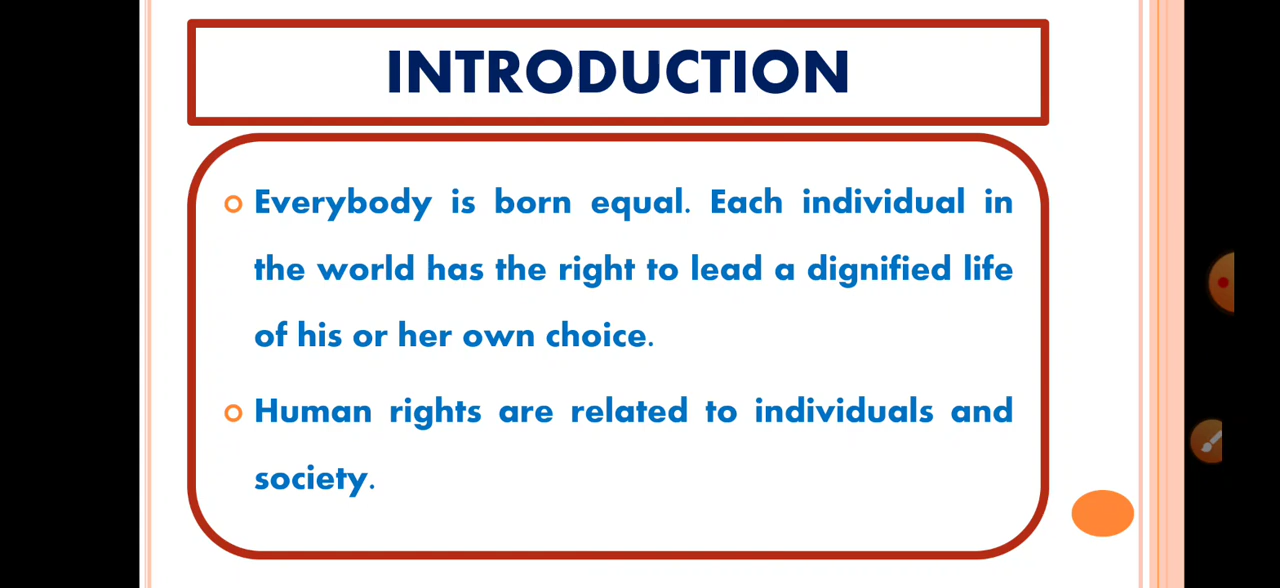 INTRODUCTION
Everybody is born equal. Each individual in
the world has the right to lead a dignified life
of his or her own choice.
Human rights are related to individuals and
society.